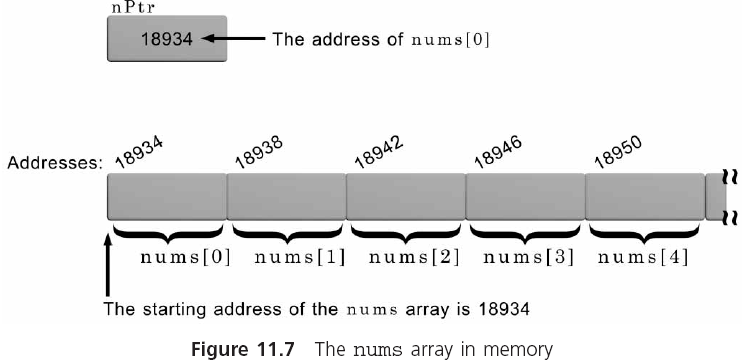 nPtr
18934 The address of nums[0]
Addresses: 18934 18938 18942 18946 18950
nums[0] nums[1] nums[2] nums[3] nums[4]
The starting address of the nums array is 18934
Figure 11.7 The nums array in memory